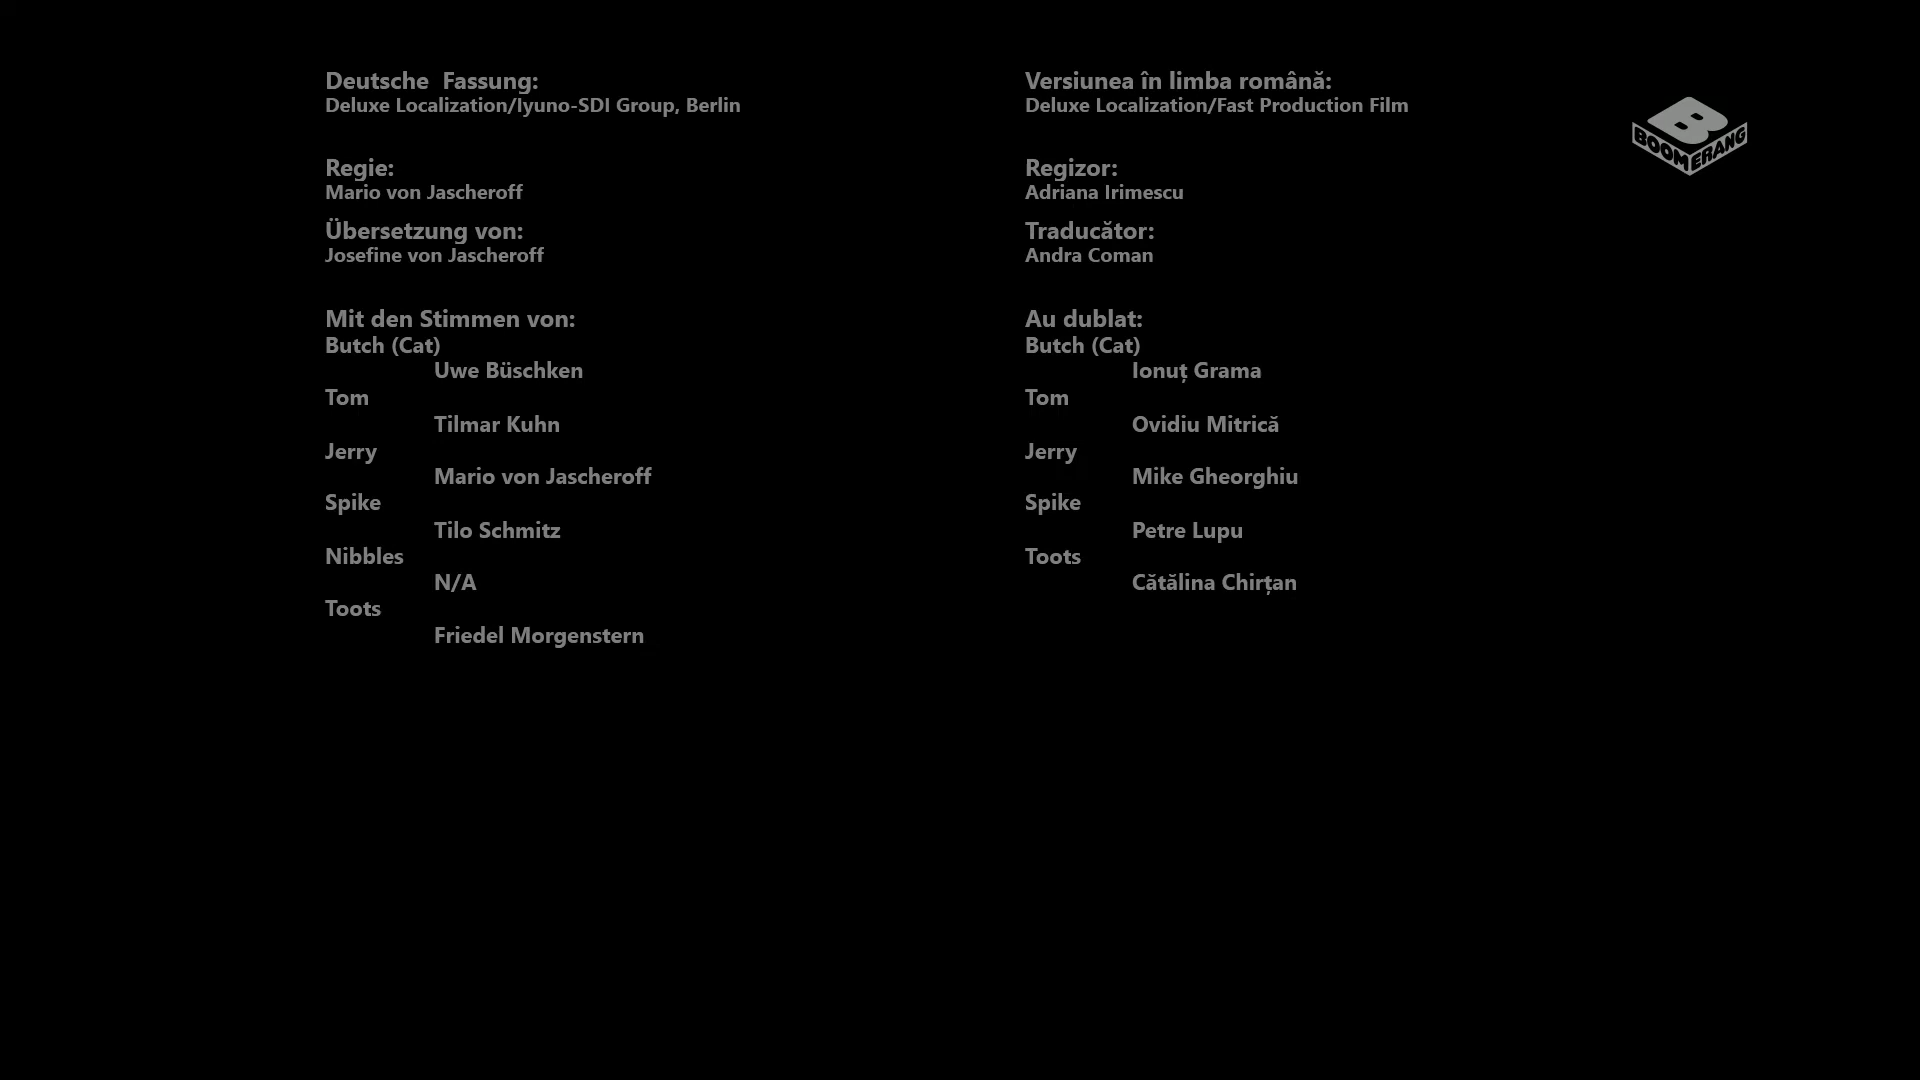 Deutsche  Fassung:
Deluxe Localization/Iyuno-SDI Group, Berlin
Regie:
Mario von Jascheroff
Übersetzung von:
Josefine von Jascheroff
Mit den Stimmen von:
Butch (Cat)
Uwe Büschken
Tom
Tilmar Kuhn
Jerry
Mario von Jascheroff
Spike
Tilo Schmitz
Nibbles
N/A
Toots
Friedel Morgenstern
Versiunea în limba română:
Deluxe Localization/Fast Production Film
Regizor:
Adriana Irimescu
Traducător:
Andra Coman
Au dublat:
Butch (Cat)
Ionuț Grama
Tom
Ovidiu Mitrică
Jerry
Mike Gheorghiu
Spike
Petre Lupu
Toots
Cătălina Chirțan
B
BOOMERANG